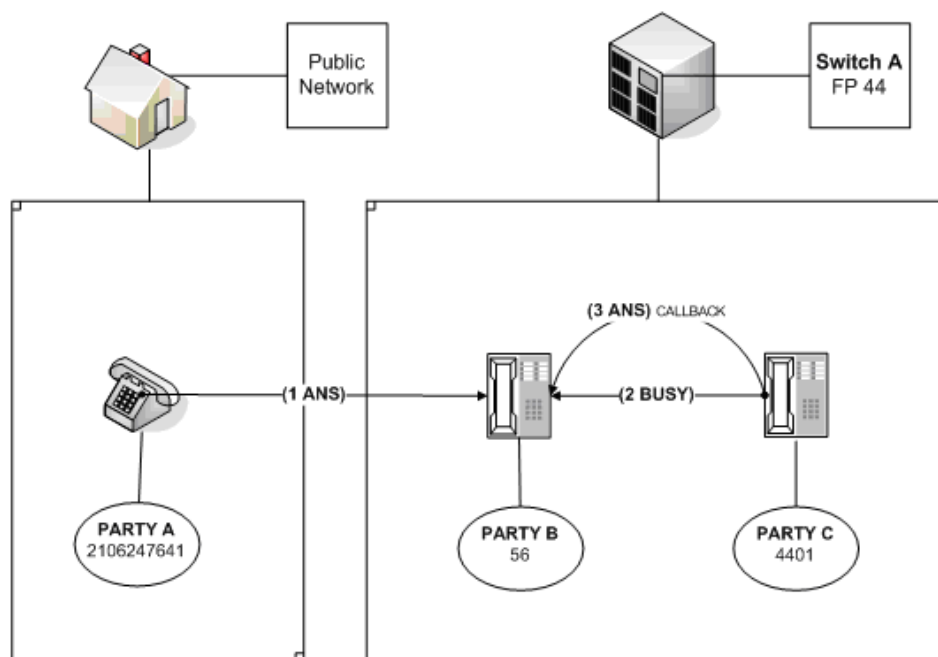 Public
Network
Switch A
FP 44
(3 ANS) CALLBACK
(1 ANS)
(2 BUSY)
PARTY A
2106247641
PARTY B
56
PARTY C
4401